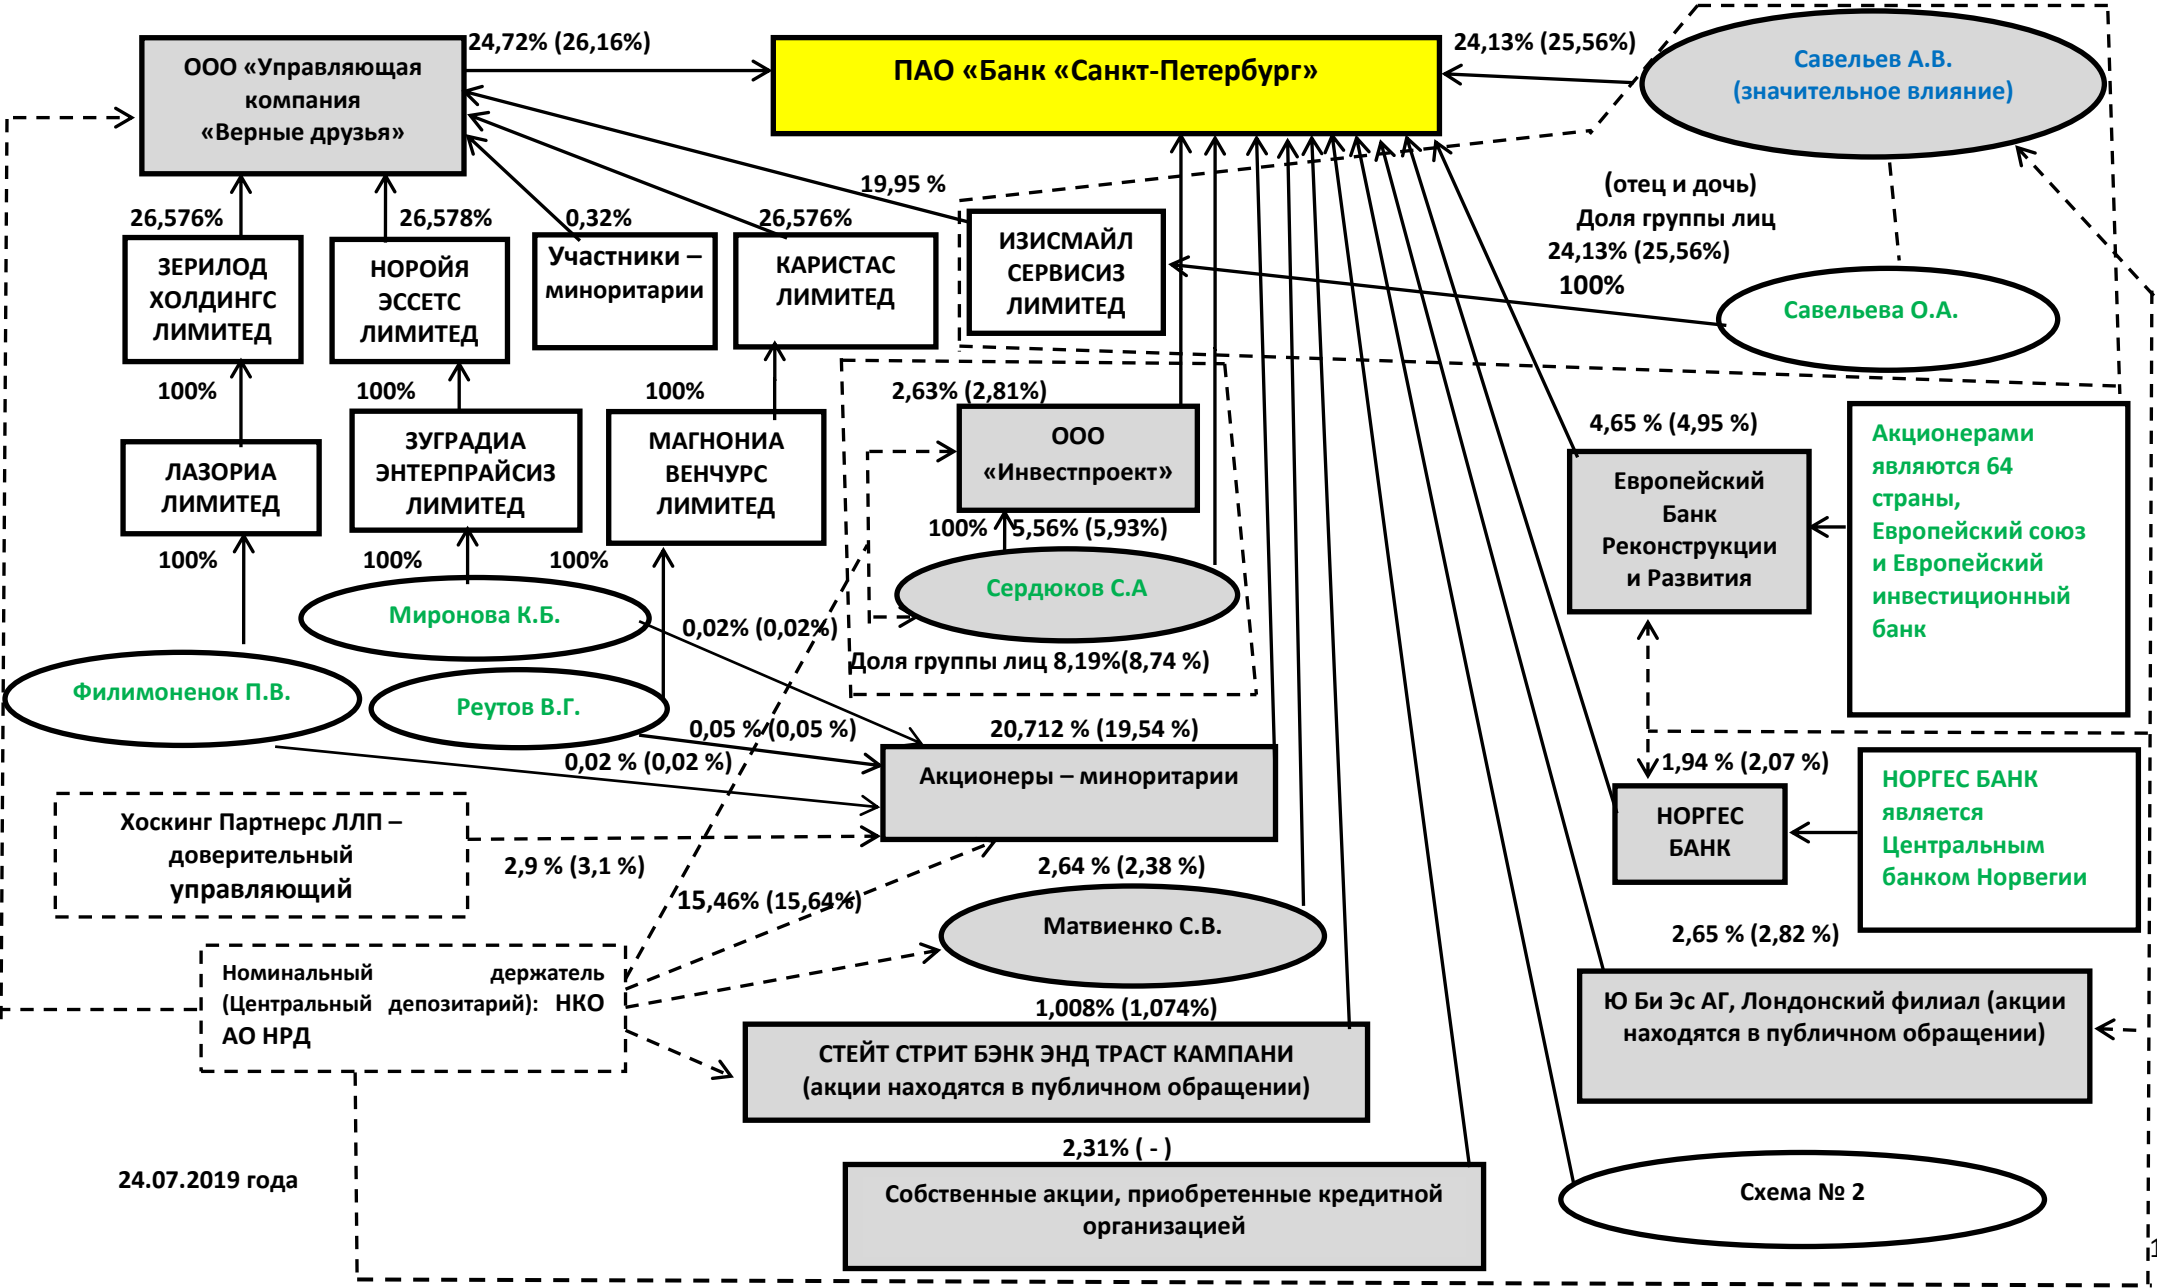 24,72% (26,16%)
ООО «Управляющая
компания
«Верные друзья»
ПАО «Банк «Санкт-Петербург»
24,13% (25,56%)
Савельев А.В.
(значительное влияние)
19,95 %
(отец и дочь)
Доля группы лиц
24,13% (25,56%)
100%
26,576%
26,578%
0,32%
26,576%
ЗЕРИЛОД
ХОЛДИНГС
ЛИМИТЕД
НОРОЙЯ
ЭССЕТС
ЛИМИТЕД
Участники –
миноритарии
КАРИСТАС
ЛИМИТЕД
ИЗИСМАЙЛ
СЕРВИСИЗ
ЛИМИТЕД
Савельева О.А.
100%
100%
100%
2,63% (2,81%)
ЛАЗОРИА
ЛИМИТЕД
ЗУГРАДИА
ЭНТЕРПРАЙСИЗ
ЛИМИТЕД
МАГНОНИА
ВЕНЧУРС
ЛИМИТЕД
ООО
«Инвестпроект»
4,65 % (4,95 %)
Европейский
Банк
Реконструкции
и Развития
Акционерами
являются 64
страны,
Европейский союз
и Европейский
инвестиционный
банк
100%
100%
100%
100%
5,56% (5,93%)
Сердюков С.А
Доля группы лиц 8,19%(8,74 %)
Миронова К.Б.
0,02% (0,02%)
Филимоненок П.В.
Реутов В.Г.
0,05 % (0,05 %)
0,02 % (0,02 %)
20,712 % (19,54 %)
Акционеры – миноритарии
1,94 % (2,07 %)
НОРГЕС
БАНК
НОРГЕС БАНК
является
Центральным
банком Норвегии
Хоскинг Партнерс ЛЛП –
доверительный
управляющий
2,9 % (3,1 %)
15,46% (15,64%)
2,64 % (2,38 %)
Матвиенко С.В.
2,65 % (2,82 %)
Номинальный держатель
(Центральный депозитарий): НКО
АО НРД
1,008% (1,074%)
СТЕЙТ СТРИТ БЭНК ЭНД ТРАСТ КАМПАНИ
(акции находятся в публичном обращении)
Ю Би Эс АГ, Лондонский филиал (акции
находятся в публичном обращении)
2,31% ( - )
Собственные акции, приобретенные кредитной
организацией
Схема № 2
24.07.2019 года
1